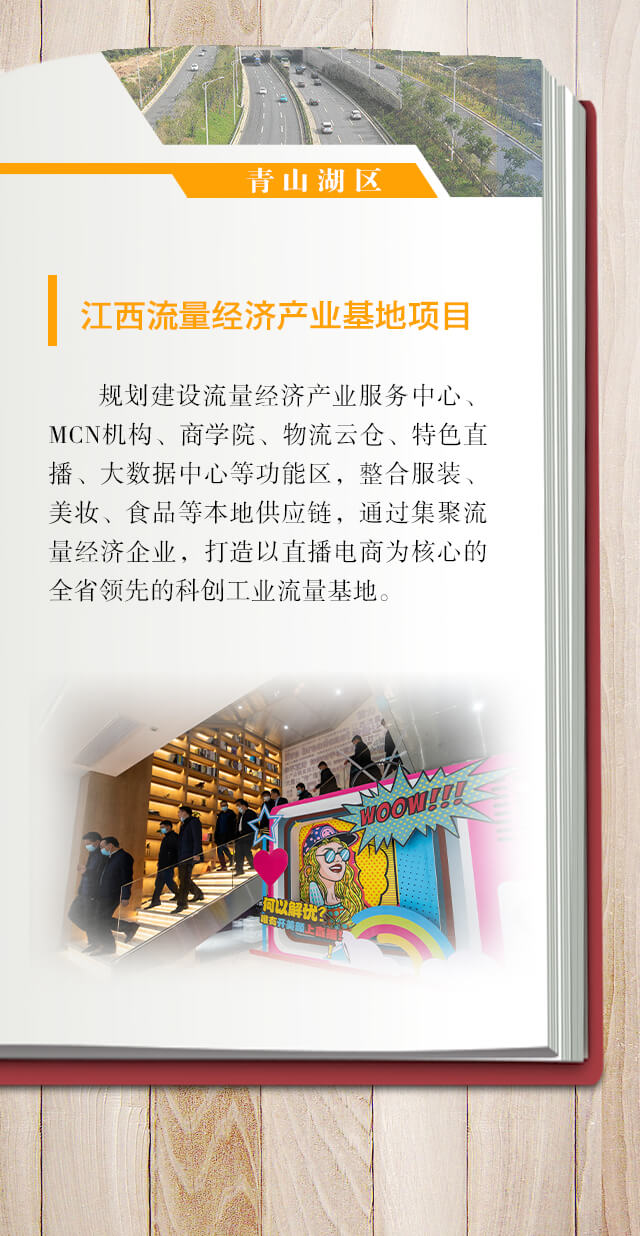 青山湖区
江西流量经济产业基地项目
规划建设流量经济产业服务中心、
MCN机构、商学院、物流云仓、特色直
播、大数据中心等功能区，整合服装、
美妆、食品等本地供应链，通过集聚流
量经济企业，打造以直播电商为核心的
全省领先的科创工业流量基地。
WOOW!!!
何以解忧?
唯有开美颜上直播!